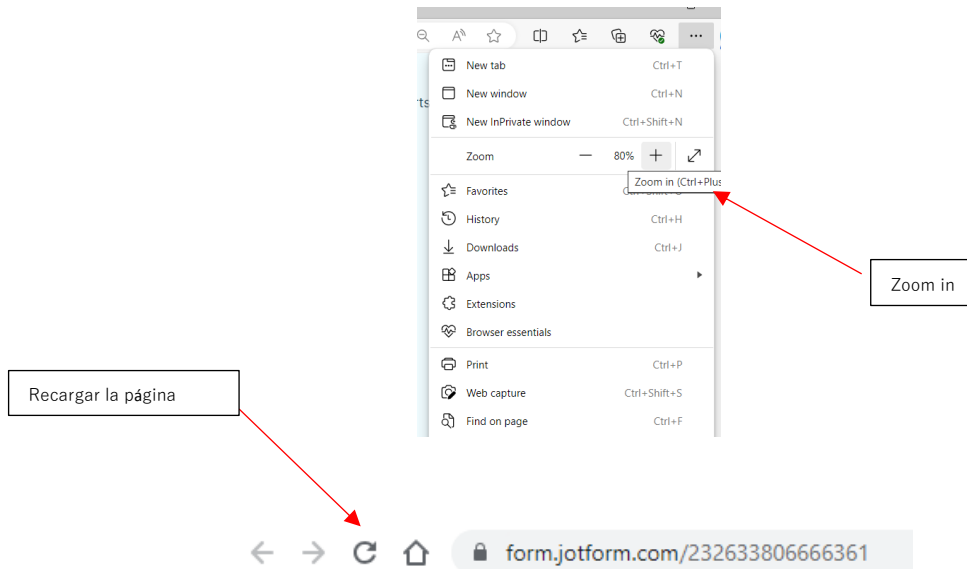 New tab Ctrl+T
New window Ctrl+N
New InPrivate window Ctrl+Shift+N
Zoom 80%
Zoom in (Ctrl+Plus
Favorites
History Ctrl+H
Downloads Ctrl+J
Apps
Zoom in
Extensions
Browser essentials
Print Ctrl+P
Recargar la página
Web capture Ctrl+Shift+S
Find on page Ctrl+F
form.jotform.com/232633806666361